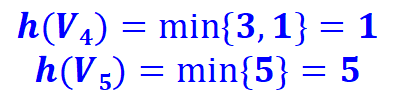 h(V₄) = min{3, 1} = 1
h(V₅) = min{5} = 5